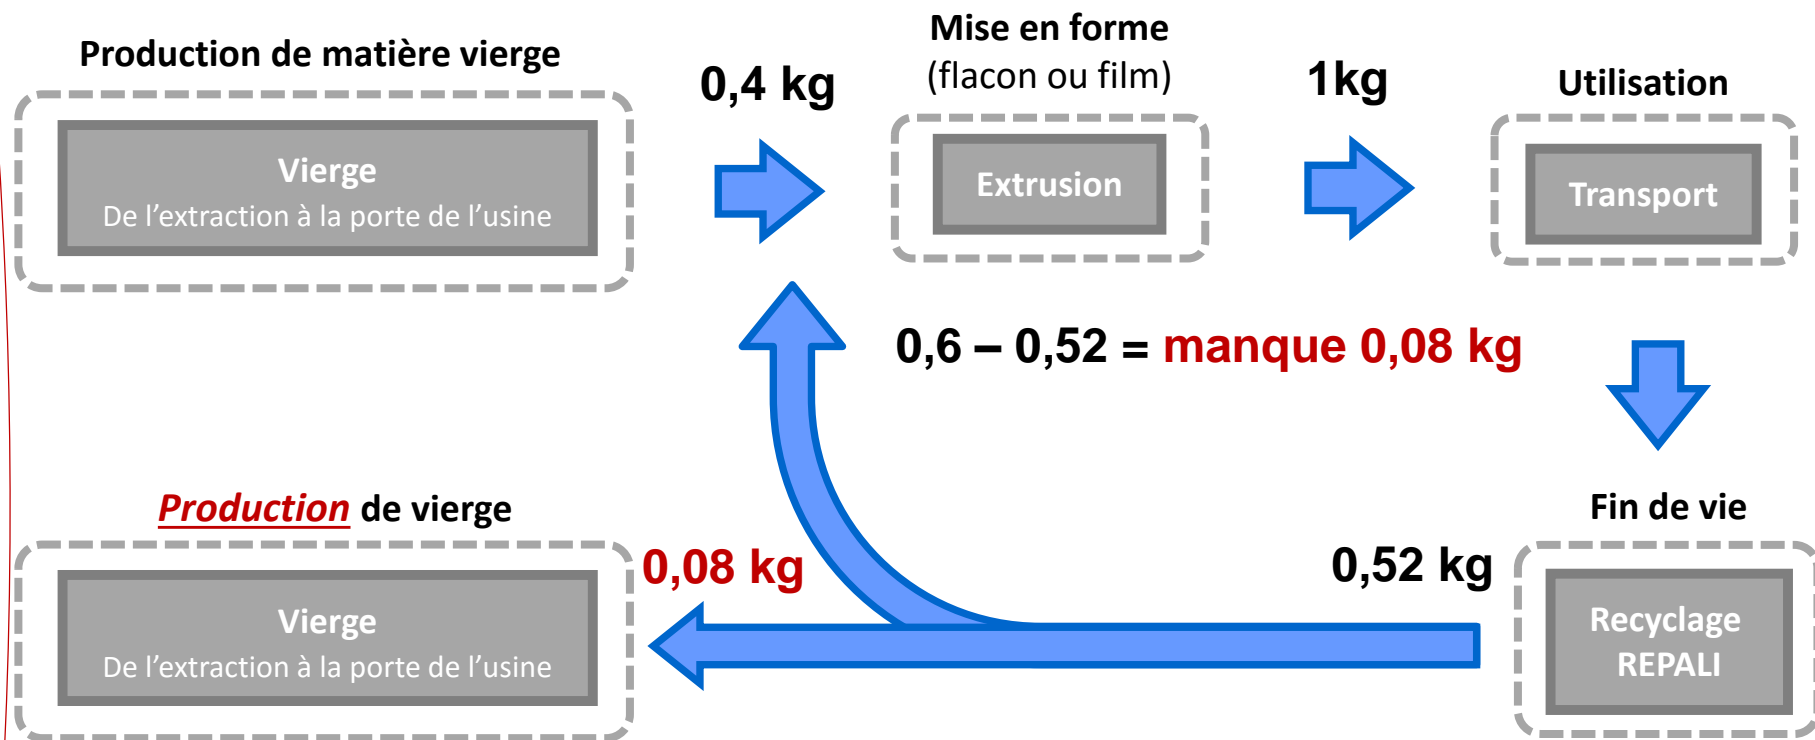 Production de matière vierge
Vierge
De l'extraction à la porte de l'usine
0,4 kg
Mise en forme
(flacon ou film)
Extrusion
1kg
Utilisation
Transport
0,6 – 0,52 = manque 0,08 kg
Production de vierge
Vierge
De l'extraction à la porte de l'usine
0,08 kg
0,52 kg
Fin de vie
Recyclage
REPALI